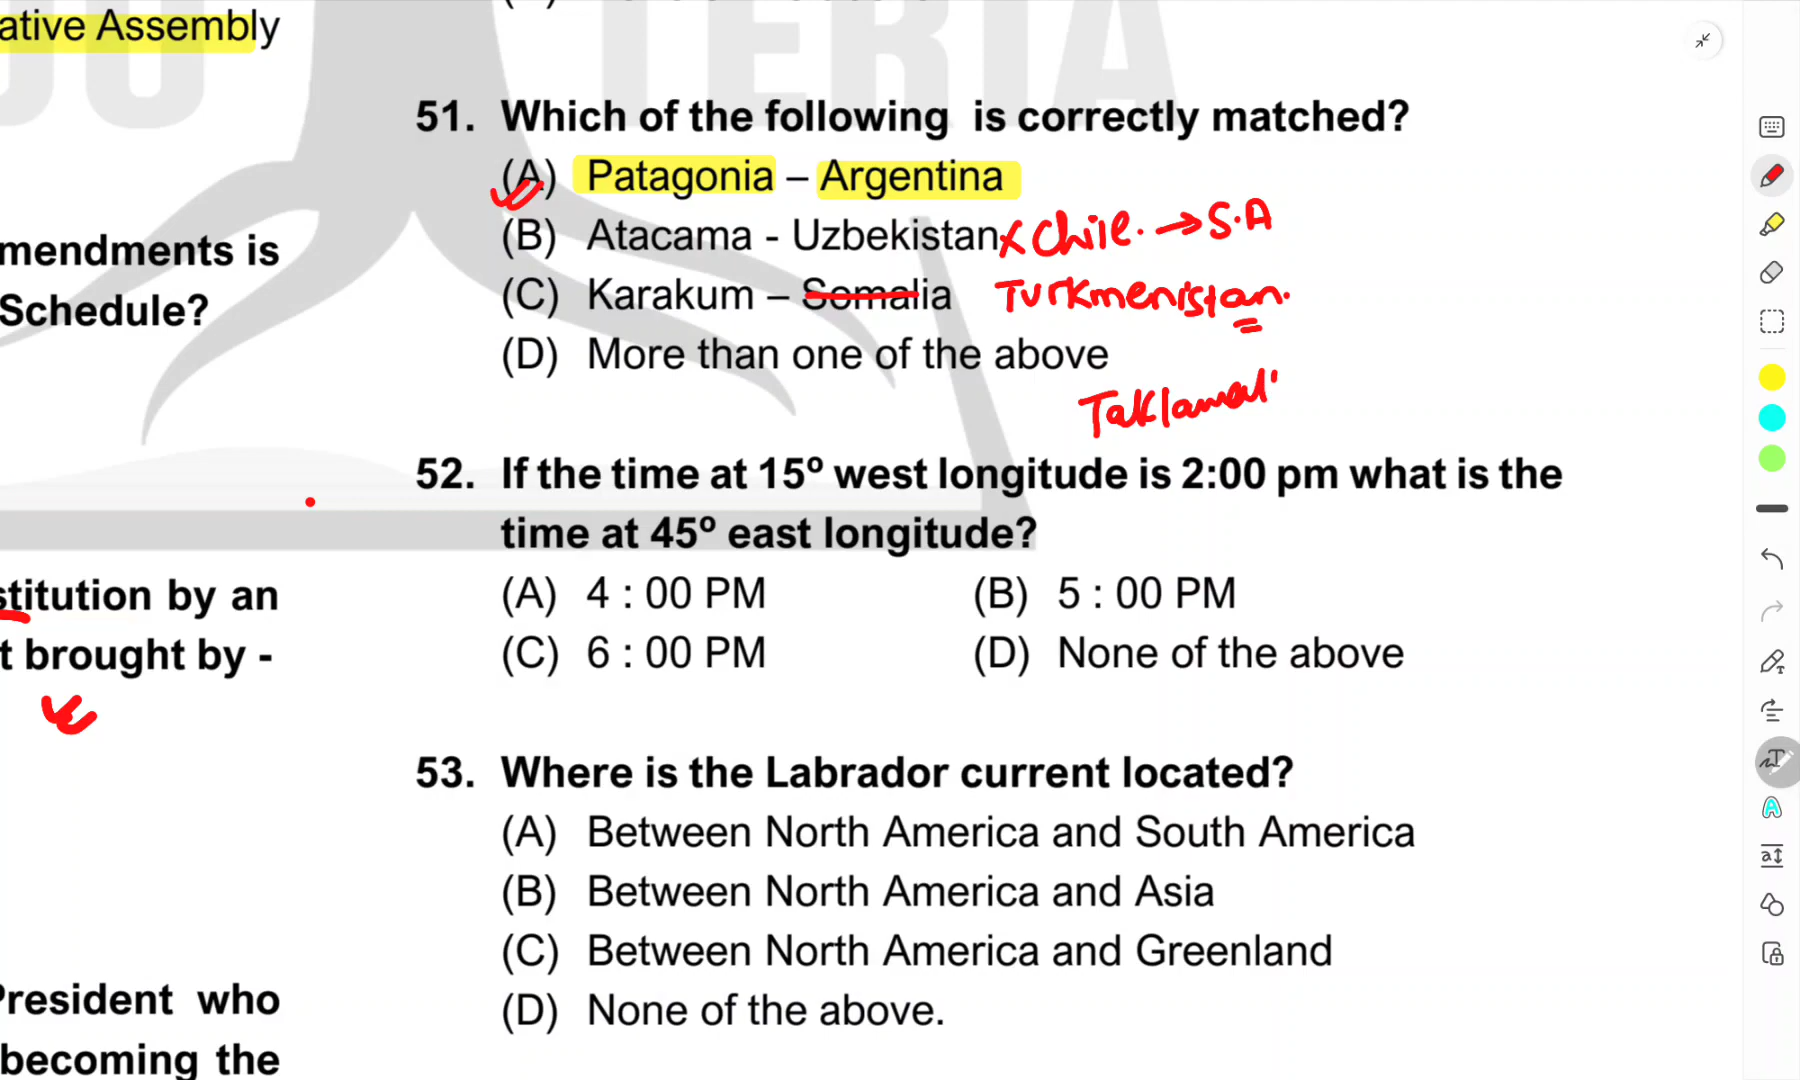 ative Assembly
mendments is
Schedule?
stitution by an
t brought by -
President who
becoming the
51. Which of the following is correctly matched?
(A) Patagonia – Argentina
(B) Atacama - Uzbekistan x Chile. → S.A
(C) Karakum – Somalia Turkmenistan.
(D) More than one of the above
52. If the time at 15º west longitude is 2:00 pm what is the
time at 45º east longitude?
(A) 4 : 00 PM (B) 5 : 00 PM
(C) 6 : 00 PM (D) None of the above
53. Where is the Labrador current located?
(A) Between North America and South America
(B) Between North America and Asia
(C) Between North America and Greenland
(D) None of the above.